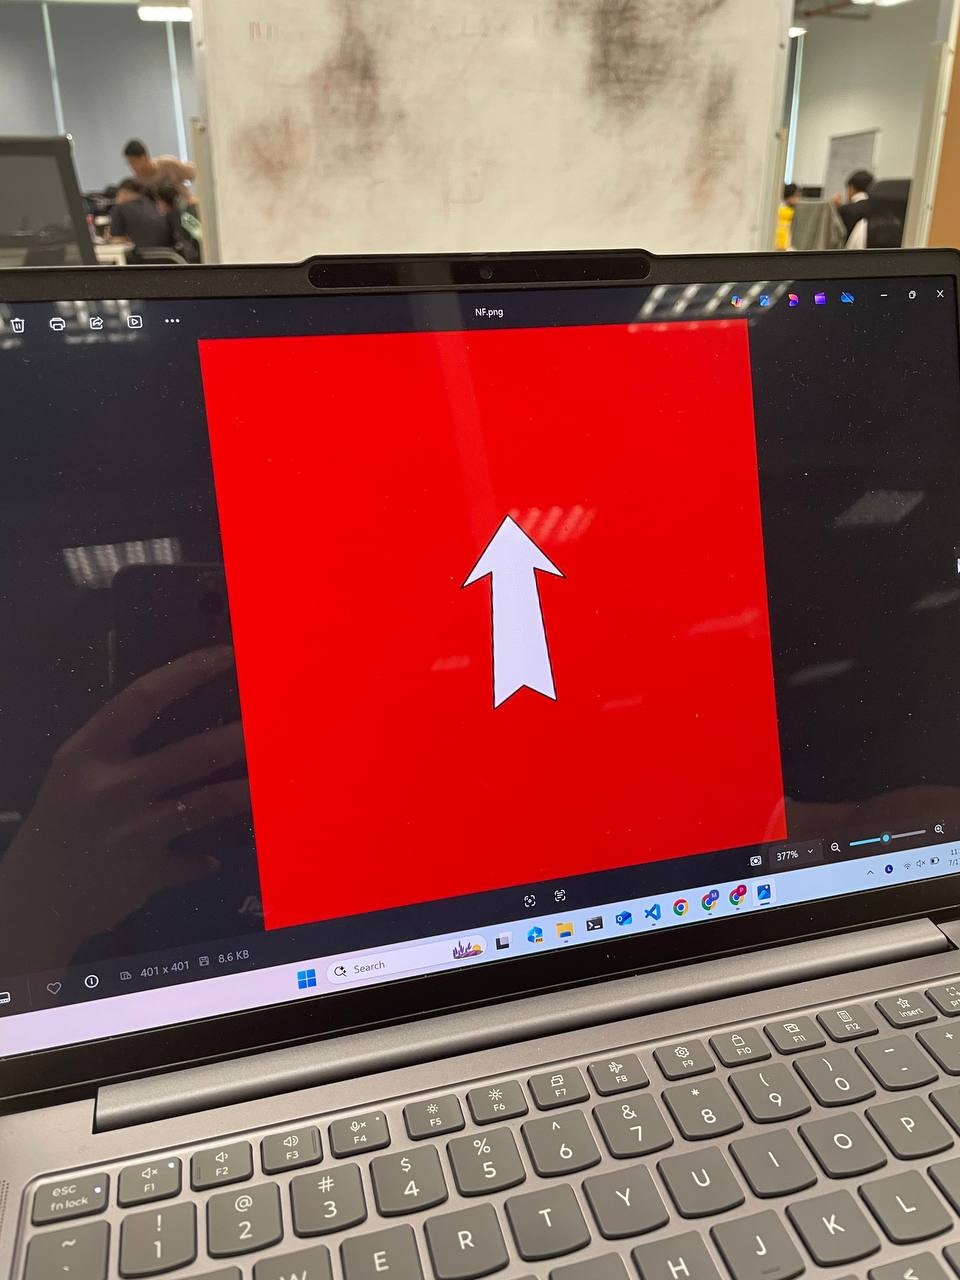 NF.png
377%
401 x 401
8.6 KB
Search
esc
fn lock
F1
F2
F3
F4
F5
F6
F7
F8
F9
F10
F11
F12
insert
~
` 
! 1
@ 2
# 3
$ 4
% 5
^ 6
& 7
* 8
( 9
) 0
- 
E
R
T
Y
U
I
O
P
H
J
K
L